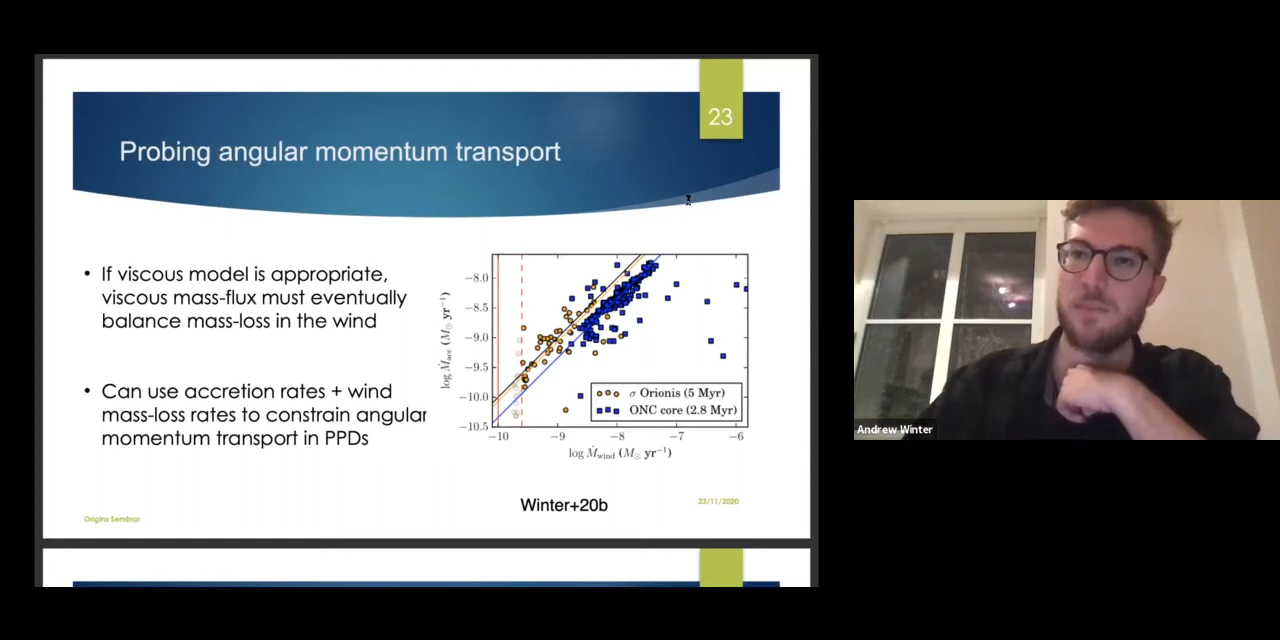 23
Probing angular momentum transport
• If viscous model is appropriate,
viscous mass-flux must eventually
balance mass-loss in the wind
• Can use accretion rates + wind
mass-loss rates to constrain angular
momentum transport in PPDs
log Ṁacc (M⊙ yr⁻¹)
−8.0
−8.5
−9.0
−9.5
−10.0
−10.5
σ Orionis (5 Myr)
ONC core (2.8 Myr)
−10 −9 −8 −7 −6
log Ṁwind (M⊙ yr⁻¹)
Winter+20b
23/11/2020
Origins Seminar
Andrew Winter